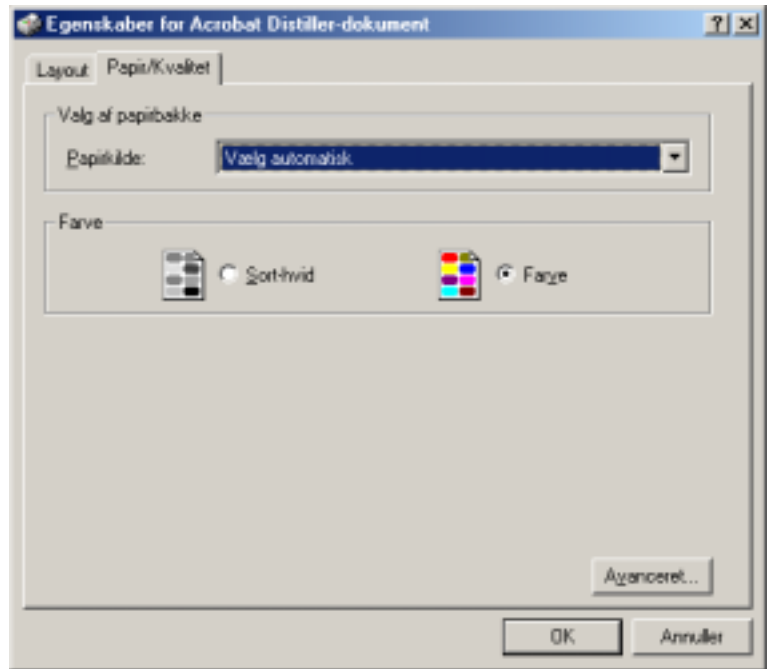 Egenskaber for Acrobat Distiller-dokument
Layout Papir/Kvalitet
Valg af papirbakke
Papirkilde: Vælg automatisk
Farve
Sort-hvid Farve
Avanceret...
OK Annuller